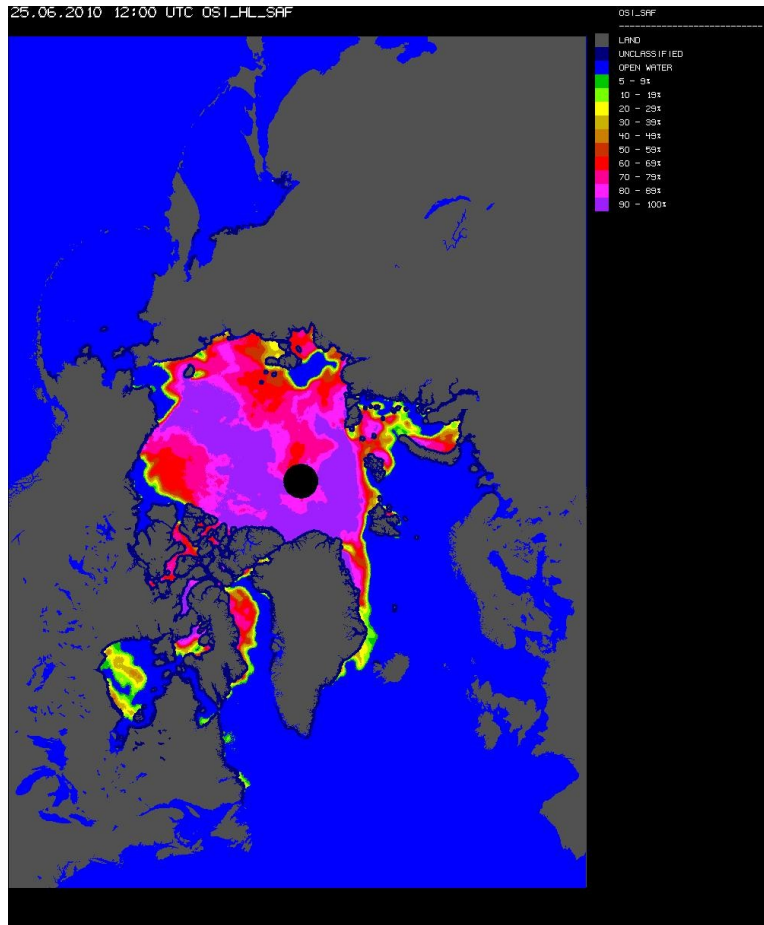 25.06.2010 12:00 UTC OSI_HL_SAF
OSI_SAF
----------------------------
LAND
UNCLASSIFIED
OPEN WATER
5 - 9%
10 - 19%
20 - 29%
30 - 39%
40 - 49%
50 - 59%
60 - 69%
70 - 79%
80 - 89%
90 - 100%